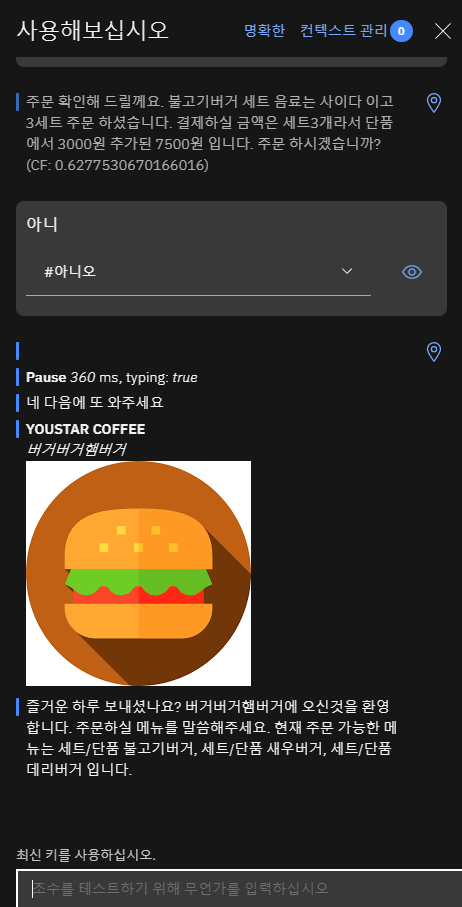 사용해보십시오
명확한 컨텍스트 관리 0
주문 확인해 드릴께요. 불고기버거 세트 음료는 사이다 이고
3세트 주문 하셨습니다. 결제하실 금액은 세트3개라서 단품
에서 3000원 추가된 7500원 입니다. 주문 하시겠습니까?
(CF: 0.6277530670166016)
아니
#아니오
Pause 360 ms, typing: true
네 다음에 또 와주세요
YOUSTAR COFFEE
버거버거햄버거
즐거운 하루 보내셨나요? 버거버거햄버거에 오신것을 환영
합니다. 주문하실 메뉴를 말씀해주세요. 현재 주문 가능한 메
뉴는 세트/단품 불고기버거, 세트/단품 새우버거, 세트/단품
데리버거 입니다.
최신 키를 사용하십시오.
조수를 테스트하기 위해 무언가를 입력하십시오